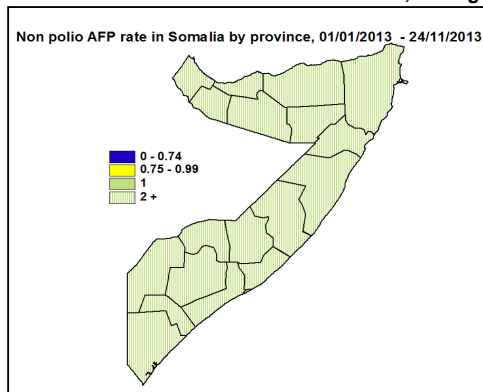 Non polio AFP rate in Somalia by province, 01/01/2013 - 24/11/2013
0 - 0.74
0.75 - 0.99
1
2 +